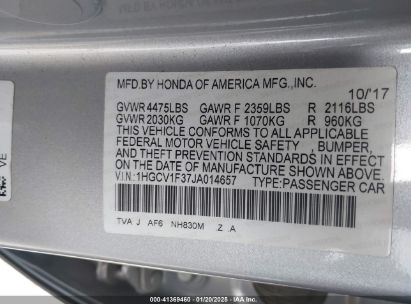 MFD.BY HONDA OF AMERICA MFG.,INC.
10/17
GVWR 4475LBS GAWR F 2359LBS R 2116LBS
GVWR 2030KG GAWR F 1070KG R 960KG
THIS VEHICLE CONFORMS TO ALL APPLICABLE
FEDERAL MOTOR VEHICLE SAFETY , BUMPER,
AND THEFT PREVENTION STANDARDS IN EFFECT ON
THE DATE OF MANUFACTURE SHOWN ABOVE.
VIN:1HGCV1F37JA014657 TYPE:PASSENGER CAR
TVA J AF6 NH830M Z .A
VE
# 41369460 - 01/20/2025 - IAA INC.